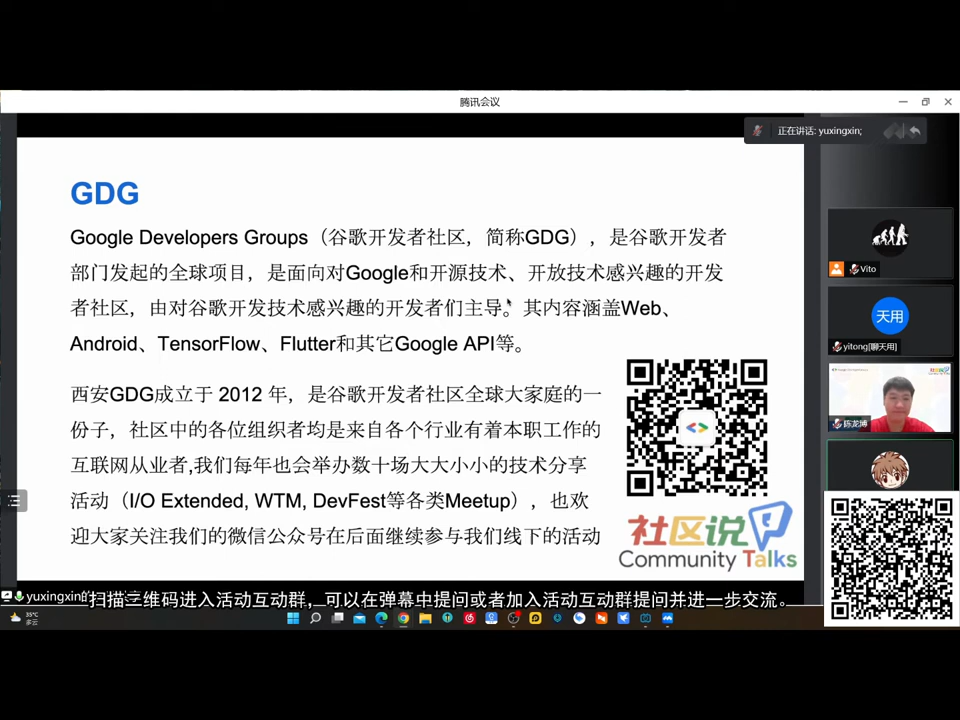 腾讯会议
正在讲话: yuxingxin;
GDG
Google Developers Groups（谷歌开发者社区，简称GDG），是谷歌开发者
部门发起的全球项目，是面向对Google和开源技术、开放技术感兴趣的开发
者社区，由对谷歌开发技术感兴趣的开发者们主导。其内容涵盖Web、
Android、TensorFlow、Flutter和其它Google API等。
西安GDG成立于 2012 年，是谷歌开发者社区全球大家庭的一
份子，社区中的各位组织者均是来自各个行业有着本职工作的
互联网从业者,我们每年也会举办数十场大大小小的技术分享
活动（I/O Extended, WTM, DevFest等各类Meetup），也欢
迎大家关注我们的微信公众号在后面继续参与我们线下的活动
社区说
Community Talks
Vito
天用
yitong[聊天用]
陈龙博
yuxingxin的
扫描二维码进入活动互动群，可以在弹幕中提问或者加入活动互动群提问并进一步交流。
35°C
多云